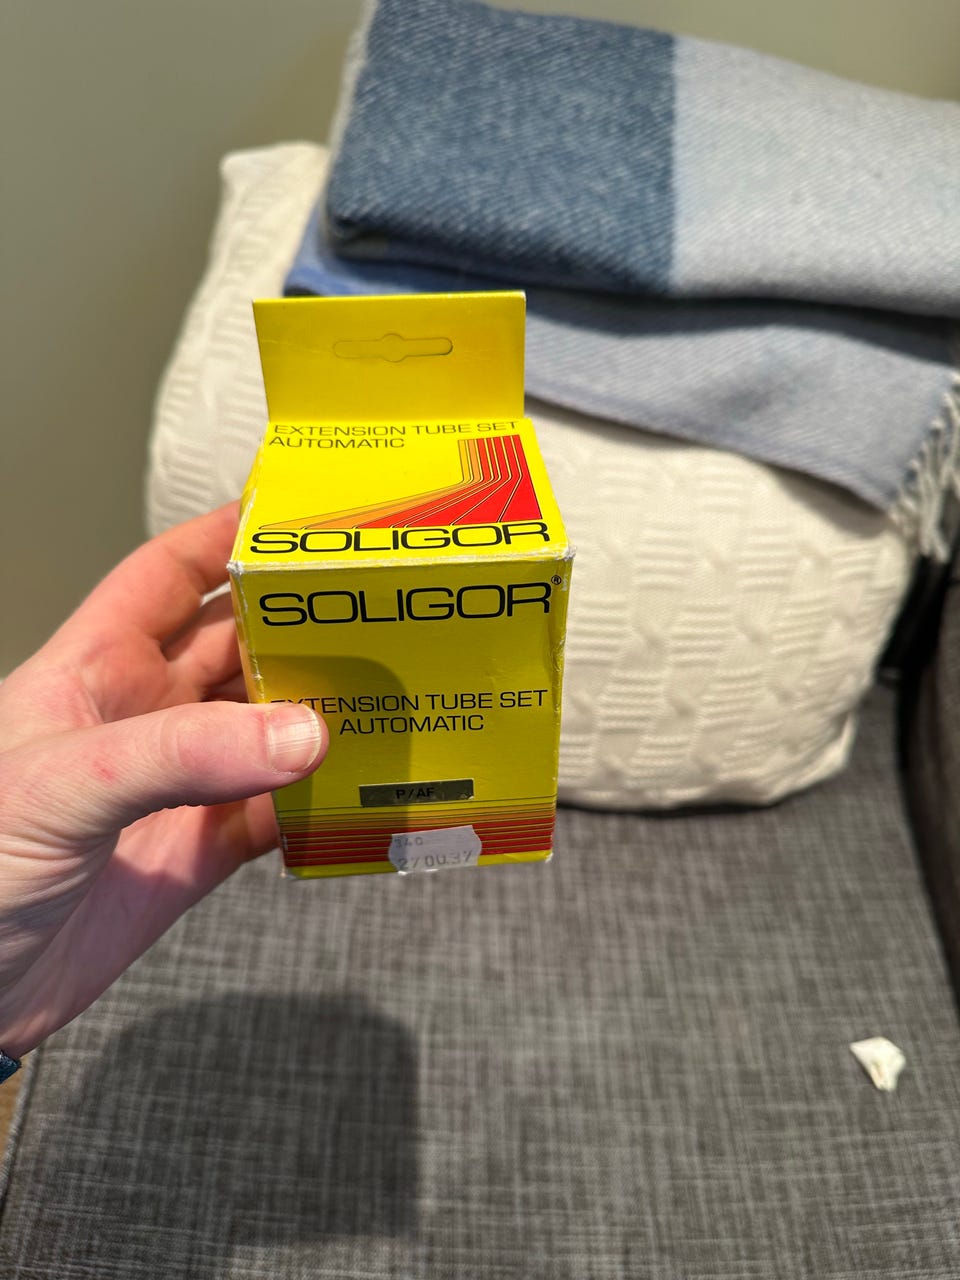 EXTENSION TUBE SET
AUTOMATIC
SOLIGOR
SOLIGOR®
EXTENSION TUBE SET
AUTOMATIC
P/AF